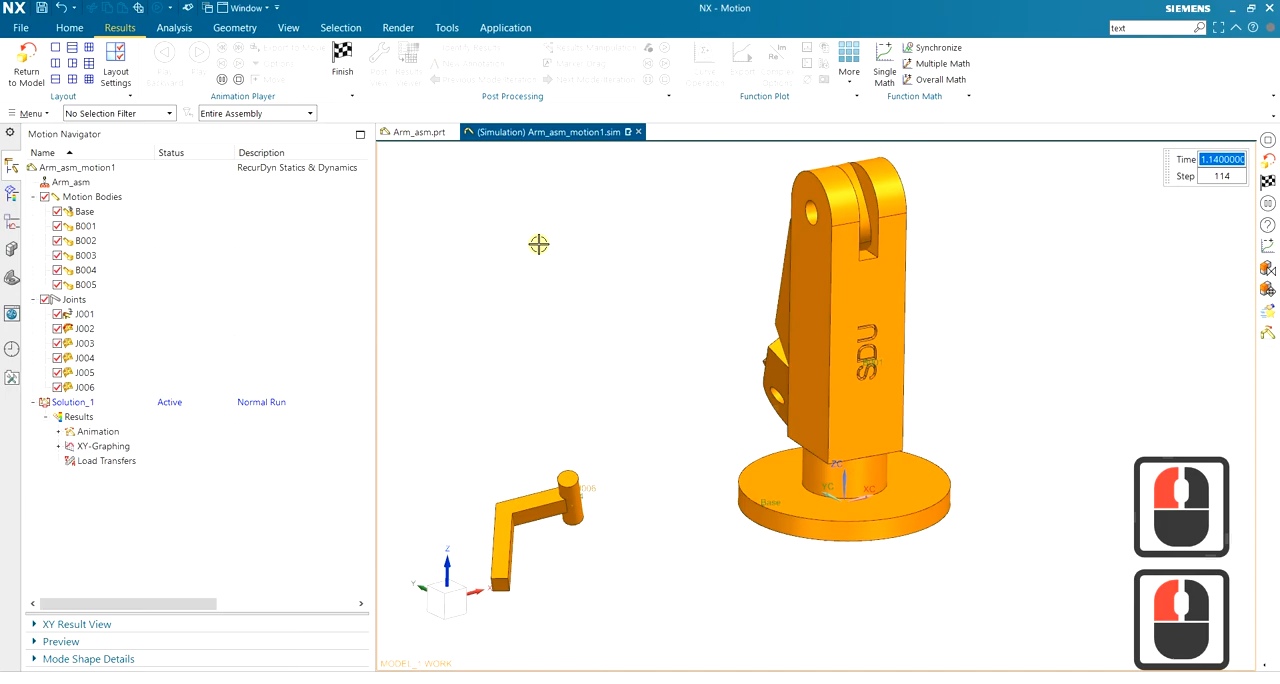 NX
Window
NX - Motion
SIEMENS
File
Home
Results
Analysis
Geometry
View
Selection
Render
Tools
Application
text
Return
to Model
Layout
Settings
Finish
More
Single
Math
Synchronize
Multiple Math
Overall Math
Layout
Animation Player
Post Processing
Function Plot
Function Math
Menu
No Selection Filter
Entire Assembly
Motion Navigator
Arm_asm.prt
(Simulation) Arm_asm_motion1.sim
Name
Status
Description
Arm_asm_motion1
RecurDyn Statics & Dynamics
Arm_asm
Motion Bodies
Base
B001
B002
B003
B004
B005
Joints
J001
J002
J003
J004
J005
J006
Solution_1
Active
Normal Run
Results
Animation
XY-Graphing
Load Transfers
XY Result View
Preview
Mode Shape Details
Time
1.1400000
Step
114
SDU
ZC
YC
XC
Base
Z
Y
MODEL_* WORK